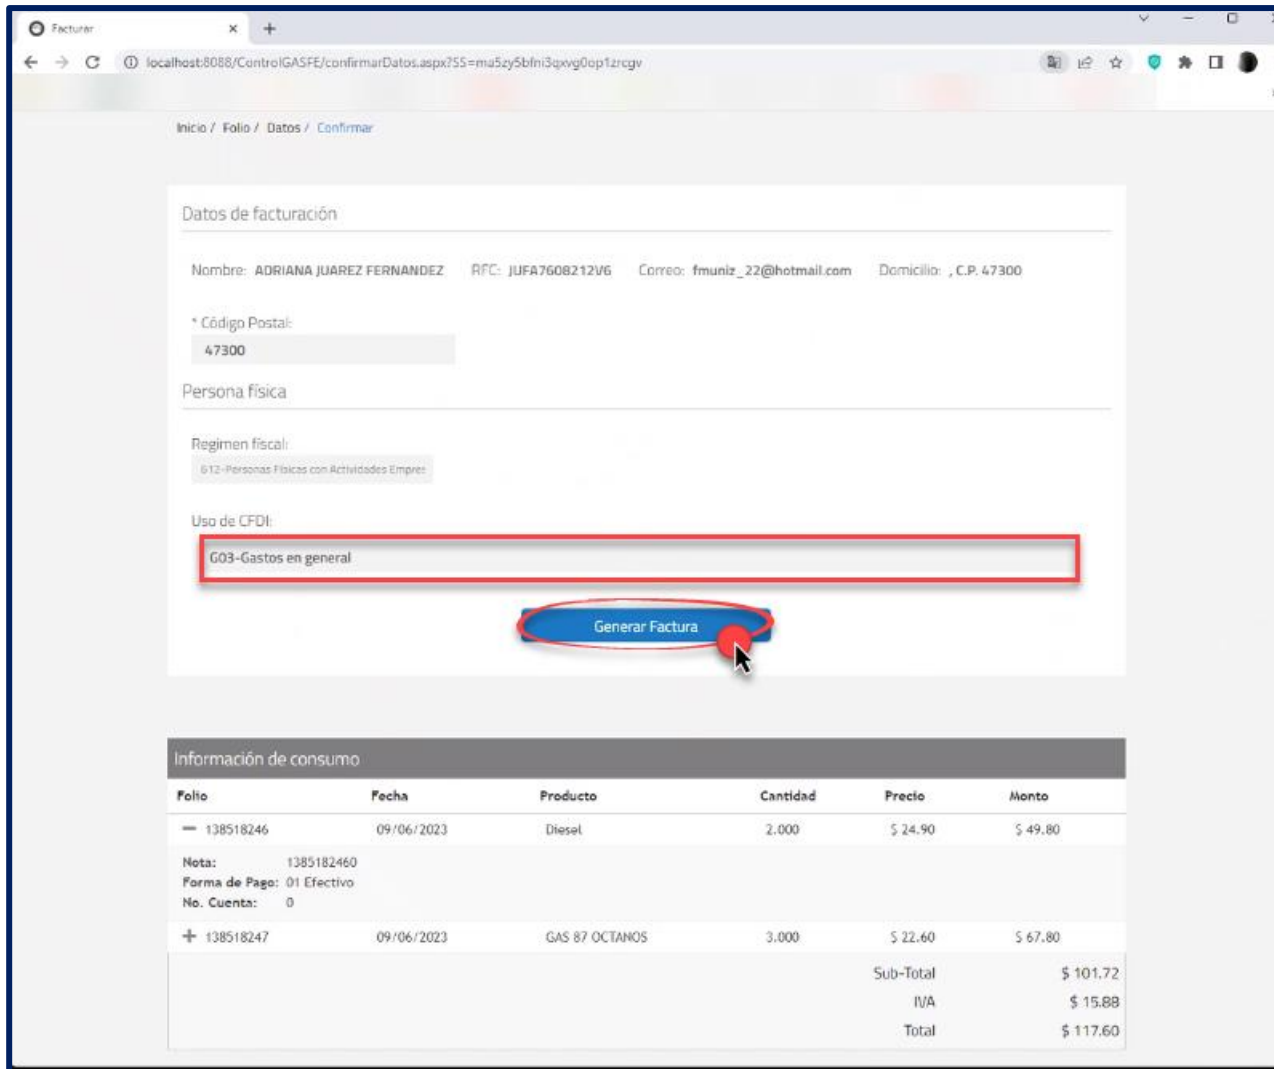 Facturar
localhost:8088/ControlGASFE/confirmarDatos.aspx?SS=ma5zy5bfni3qxvg0op1zrcgv
Inicio / Folio / Datos / Confirmar
Datos de facturación
Nombre: ADRIANA JUAREZ FERNANDEZ RFC: JUFA7608212V6 Correo: fmuniz_22@hotmail.com Domicilio: , C.P. 47300
* Código Postal:
47300
Persona física
Regimen fiscal:
612-Personas Físicas con Actividades Empres
Uso de CFDI:
G03-Gastos en general
Generar Factura
Información de consumo
Folio Fecha Producto Cantidad Precio Monto
138518246 09/06/2023 Diesel 2.000 $ 24.90 $ 49.80
Nota: 1385182460
Forma de Pago: 01 Efectivo
No. Cuenta: 0
138518247 09/06/2023 GAS 87 OCTANOS 3.000 $ 22.60 $ 67.80
Sub-Total $ 101.72
IVA $ 15.88
Total $ 117.60